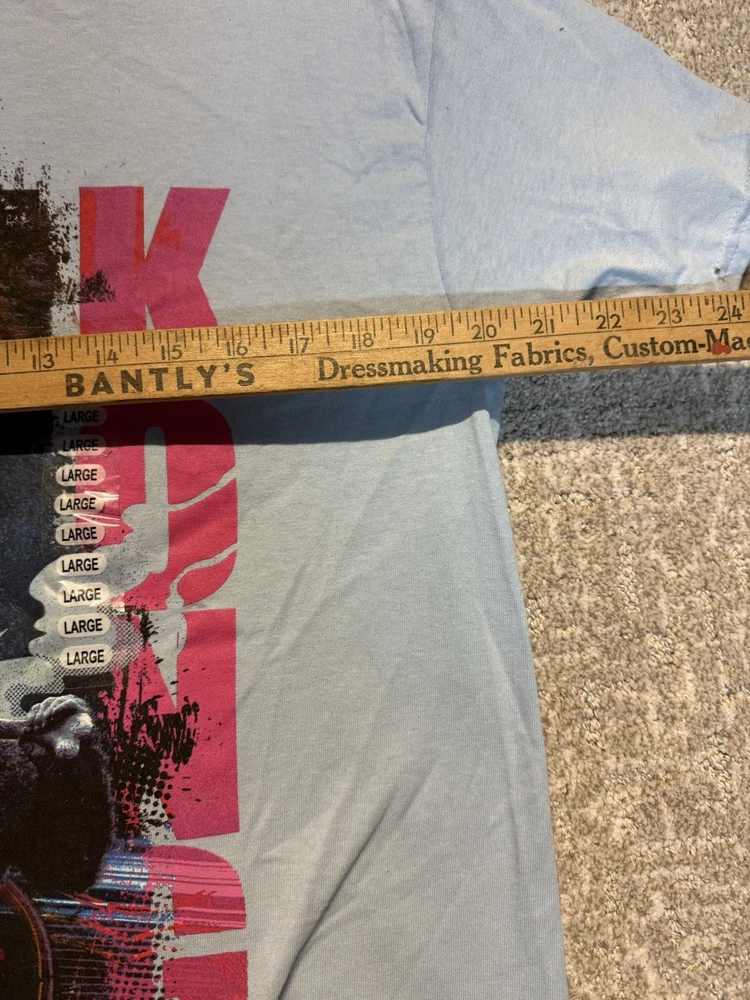 K
13 14 15 16 17 18 19 20 21 22 23 24
BANTLY'S Dressmaking Fabrics, Custom-Ma
LARGE
LARGE
LARGE
LARGE
LARGE
LARGE
LARGE
LARGE
LARGE